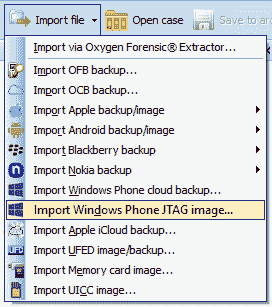 Import file Open case Save to ar
Import via Oxygen Forensic® Extractor...
Import OFB backup...
Import OCB backup...
Import Apple backup/image
Import Android backup/image
Import Blackberry backup
Import Nokia backup
Import Windows Phone cloud backup...
Import Windows Phone JTAG image...
Import Apple iCloud backup...
UFED Import UFED image/backup...
Import Memory card image...
Import UICC image...